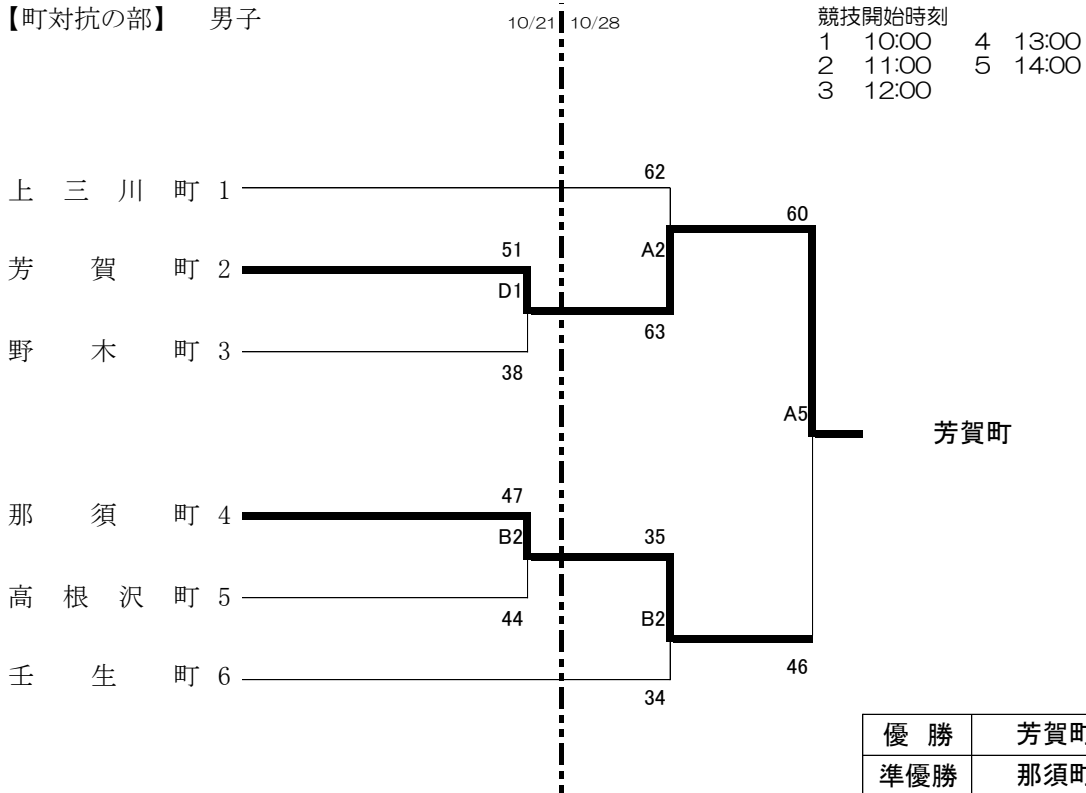 【町対抗の部】 男子
10/21 10/28
競技開始時刻
1 10:00 4 13:00
2 11:00 5 14:00
3 12:00
62
上三川町 1
60
51
A2
芳賀町 2
D1
63
野木町 3
38
A5
芳賀町
47
那須町 4
B2
35
高根沢町 5
44
B2
壬生町 6
46
34
優勝 芳賀町
準優勝 那須町